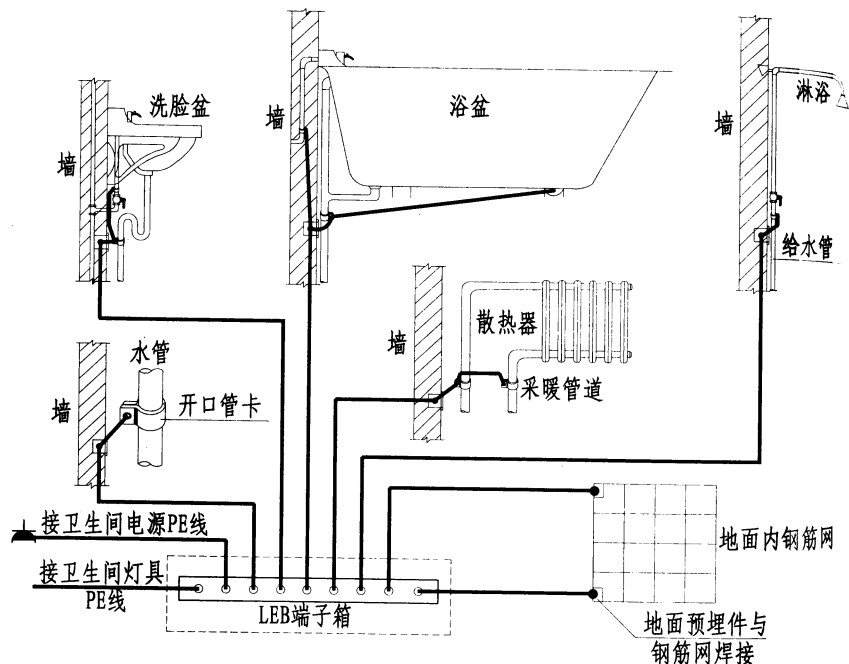 洗脸盆
墙
墙
浴盆
墙
淋浴
给水管
散热器
墙
采暖管道
水管
墙
开口管卡
接卫生间电源PE线
接卫生间灯具
PE线
LEB端子箱
地面内钢筋网
地面预埋件与
钢筋网焊接